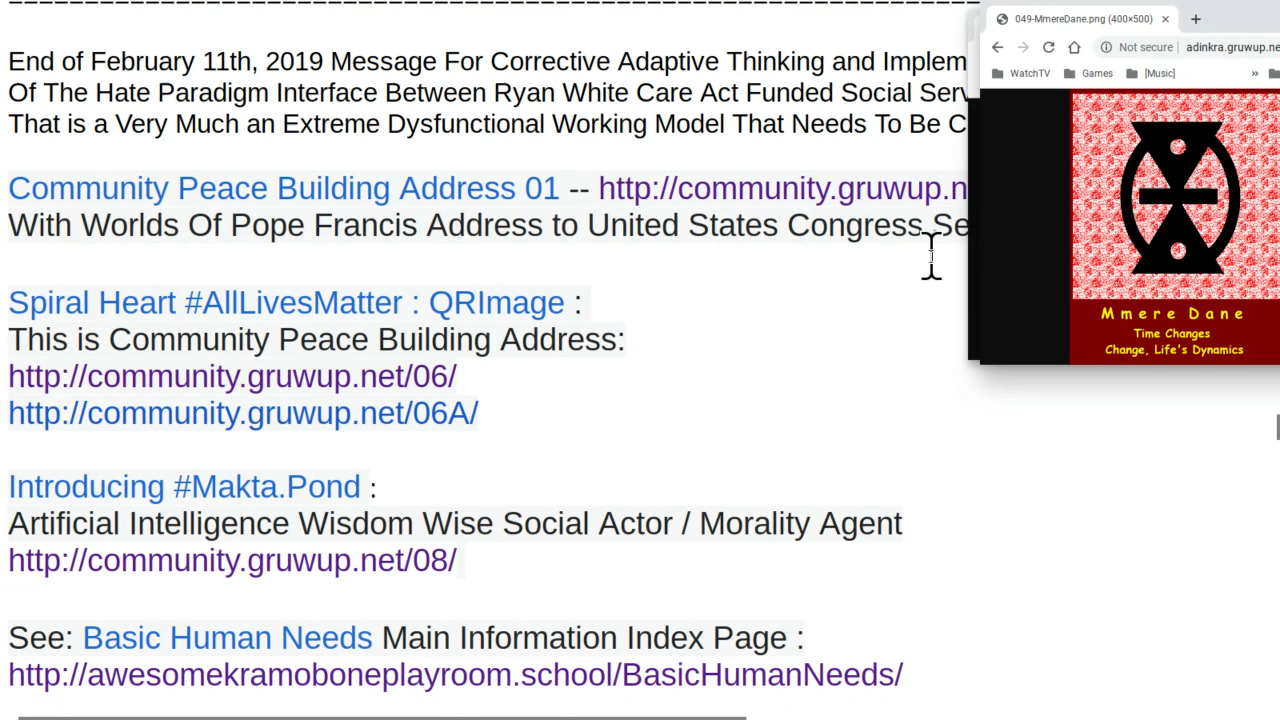 End of February 11th, 2019 Message For Corrective Adaptive Thinking and Implem
Of The Hate Paradigm Interface Between Ryan White Care Act Funded Social Serv
That is a Very Much an Extreme Dysfunctional Working Model That Needs To Be C
Community Peace Building Address 01 -- http://community.gruwup.n
With Worlds Of Pope Francis Address to United States Congress Se
Spiral Heart #AllLivesMatter : QRImage :
This is Community Peace Building Address:
http://community.gruwup.net/06/
http://community.gruwup.net/06A/
Introducing #Makta.Pond :
Artificial Intelligence Wisdom Wise Social Actor / Morality Agent
http://community.gruwup.net/08/
See: Basic Human Needs Main Information Index Page :
http://awesomekramoboneplayroom.school/BasicHumanNeeds/
049-MmereDane.png (400×500)
Not secure adinkra.gruwup.ne
WatchTV Games [Music] »
Mmere Dane
Time Changes
Change, Life's Dynamics